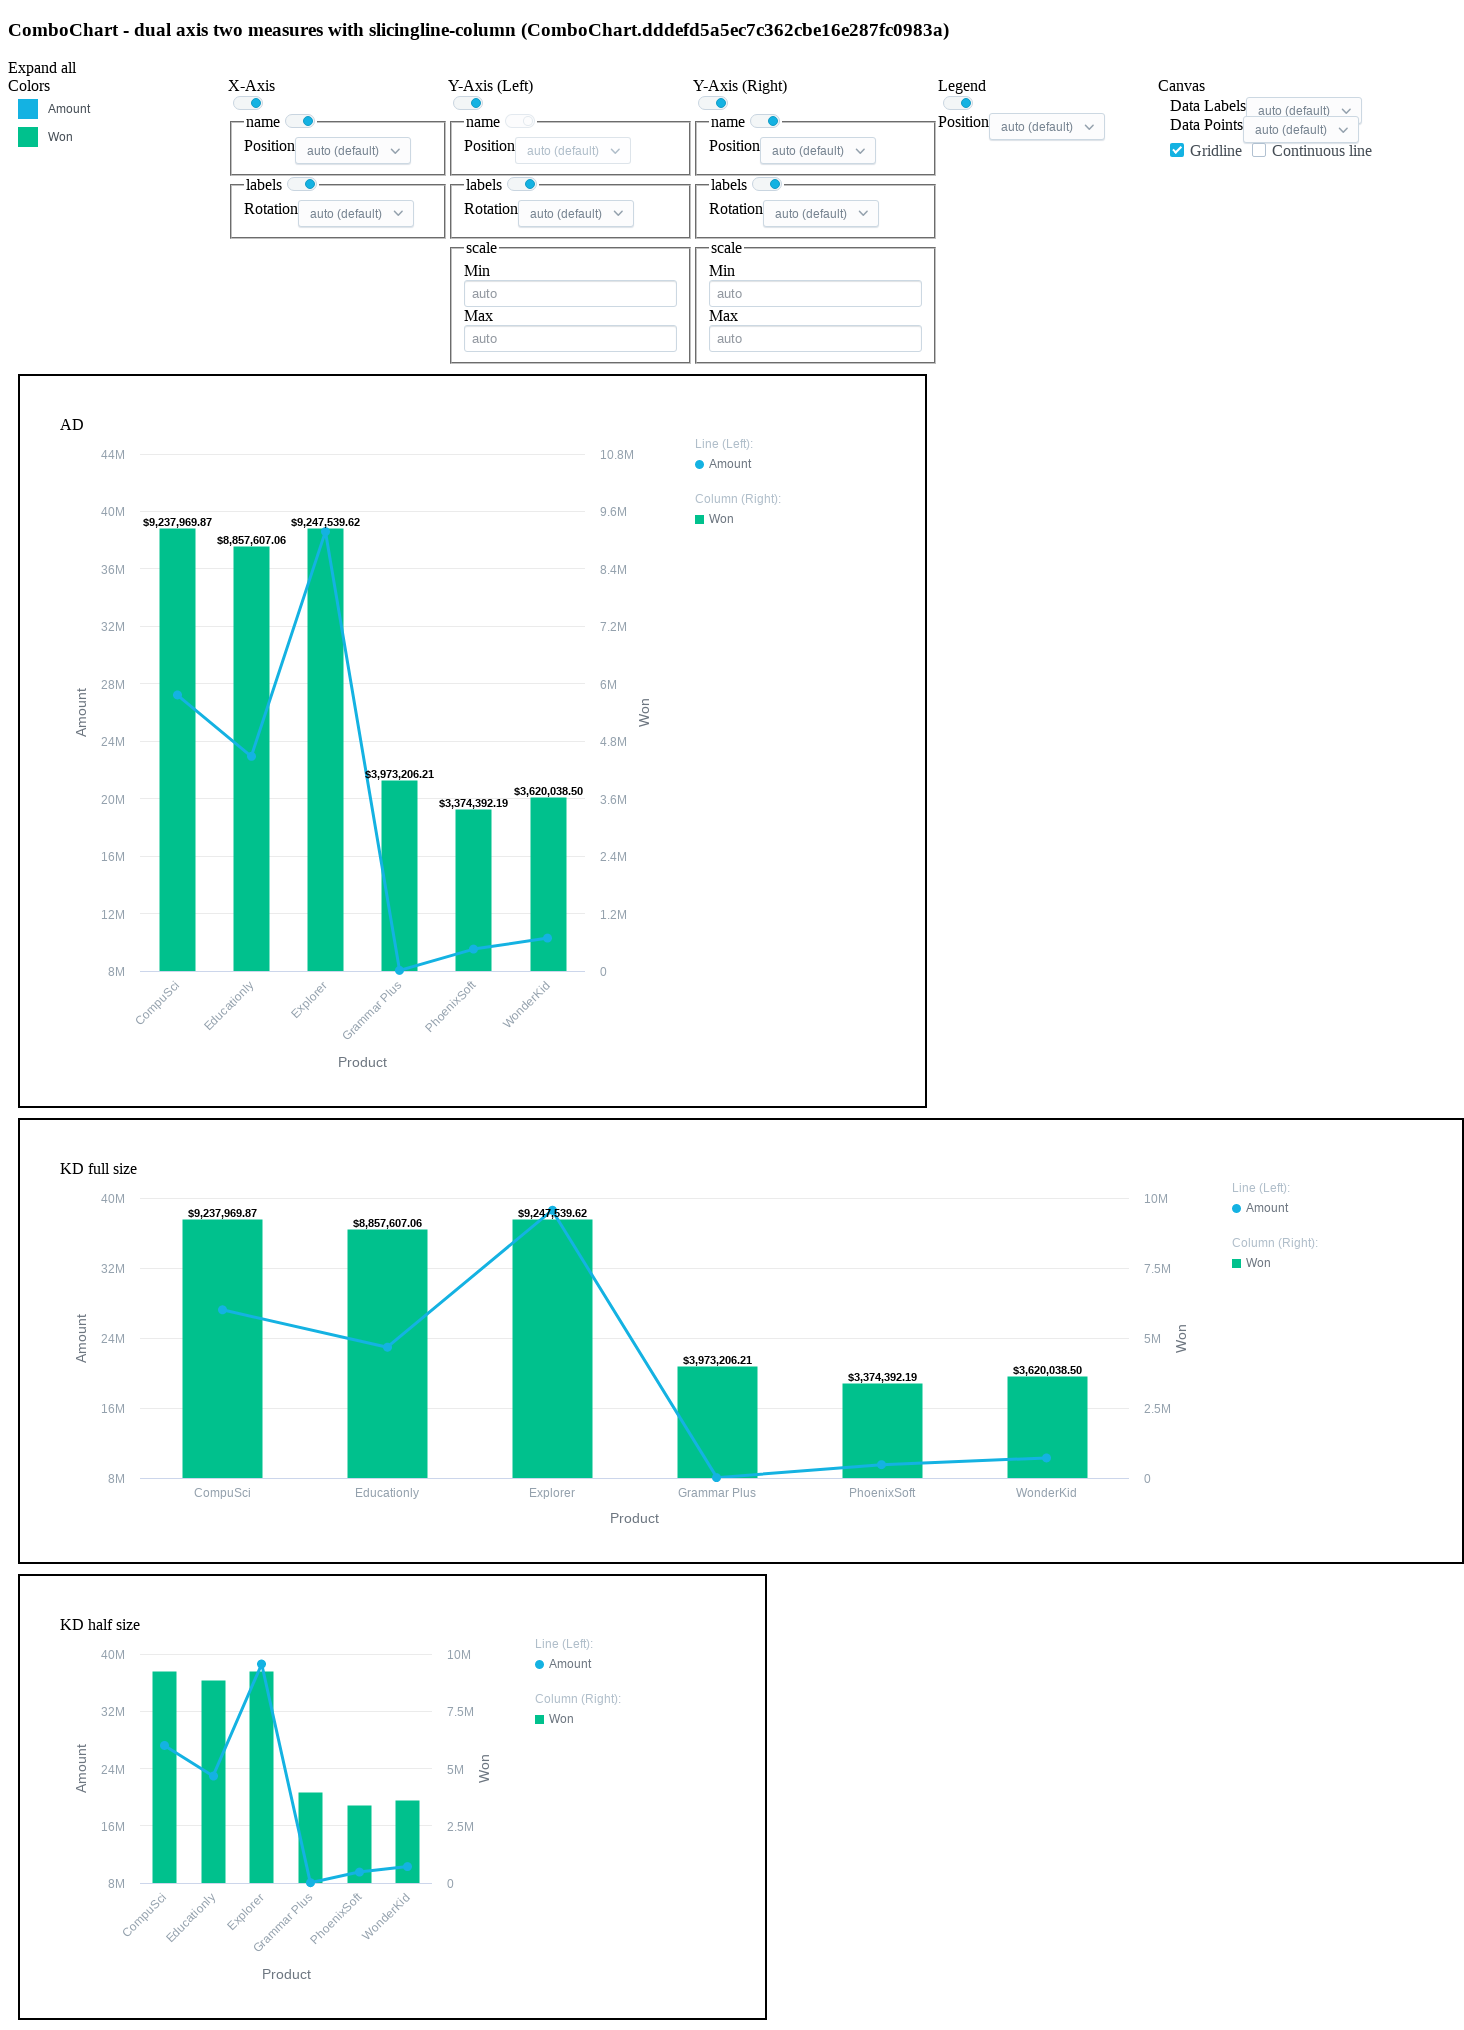 ComboChart - dual axis two measures with slicingline-column (ComboChart.dddefd5a5ec7c362cbe16e287fc0983a)
Expand all
Colors
Amount
Won
X-Axis
name
Position auto (default)
labels
Rotation auto (default)
Y-Axis (Left)
name
Position auto (default)
labels
Rotation auto (default)
scale
Min
auto
Max
auto
Y-Axis (Right)
name
Position auto (default)
labels
Rotation auto (default)
scale
Min
auto
Max
auto
Legend
Position auto (default)
Canvas
Data Labels auto (default)
Data Points auto (default)
Gridline Continuous line
AD
44M
40M
36M
32M
28M
24M
20M
16M
12M
8M
Amount
10.8M
9.6M
8.4M
7.2M
6M
4.8M
3.6M
2.4M
1.2M
0
Won
$9,237,969.87
$8,857,607.06
$9,247,539.62
$3,973,206.21
$3,374,392.19
$3,620,038.50
CompuSci
Educationly
Explorer
Grammar Plus
PhoenixSoft
WonderKid
Product
Line (Left):
Amount
Column (Right):
Won
KD full size
40M
32M
24M
16M
8M
Amount
10M
7.5M
5M
2.5M
0
Won
$9,237,969.87
$8,857,607.06
$9,247,539.62
$3,973,206.21
$3,374,392.19
$3,620,038.50
CompuSci
Educationly
Explorer
Grammar Plus
PhoenixSoft
WonderKid
Product
Line (Left):
Amount
Column (Right):
Won
KD half size
40M
32M
24M
16M
8M
Amount
10M
7.5M
5M
2.5M
0
Won
CompuSci
Educationly
Explorer
Grammar Plus
PhoenixSoft
WonderKid
Product
Line (Left):
Amount
Column (Right):
Won